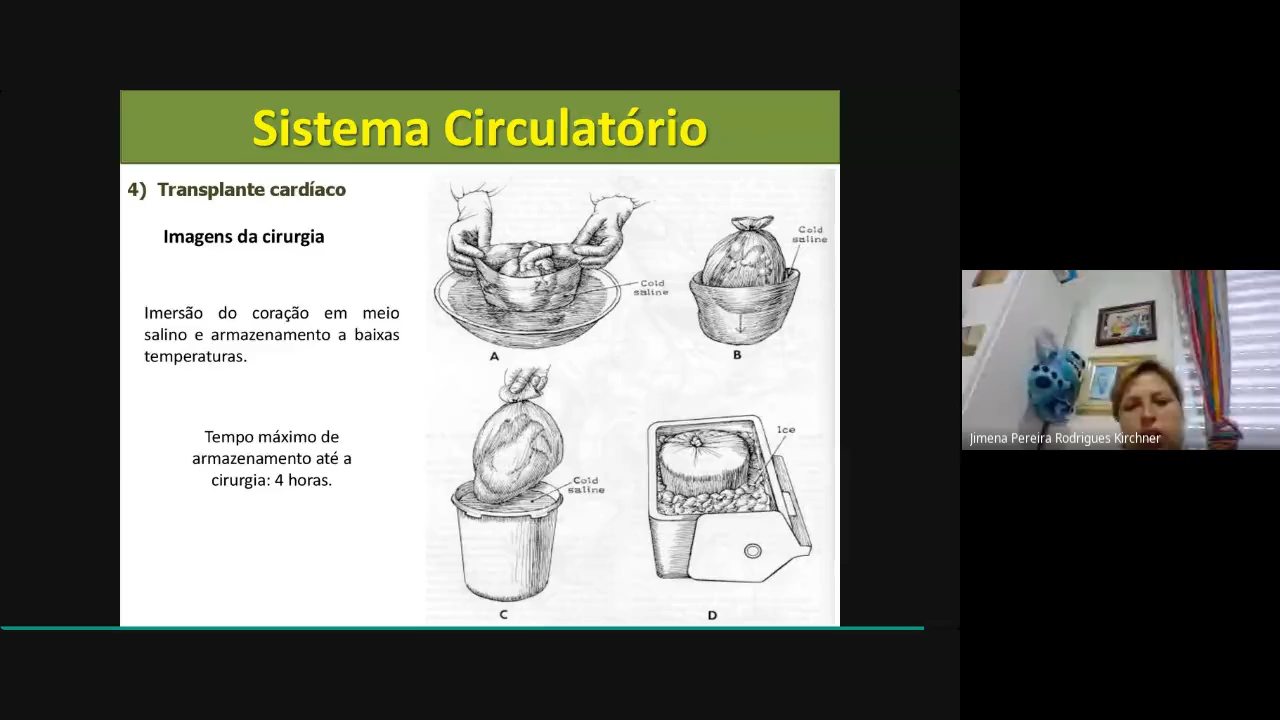 Sistema Circulatório
4) Transplante cardíaco
Imagens da cirurgia
Imersão do coração em meio
salino e armazenamento a baixas
temperaturas.
Tempo máximo de
armazenamento até a
cirurgia: 4 horas.
Cold
saline
A
Cold
saline
B
Cold
saline
C
Ice
D
Jimena Pereira Rodrigues Kirchner